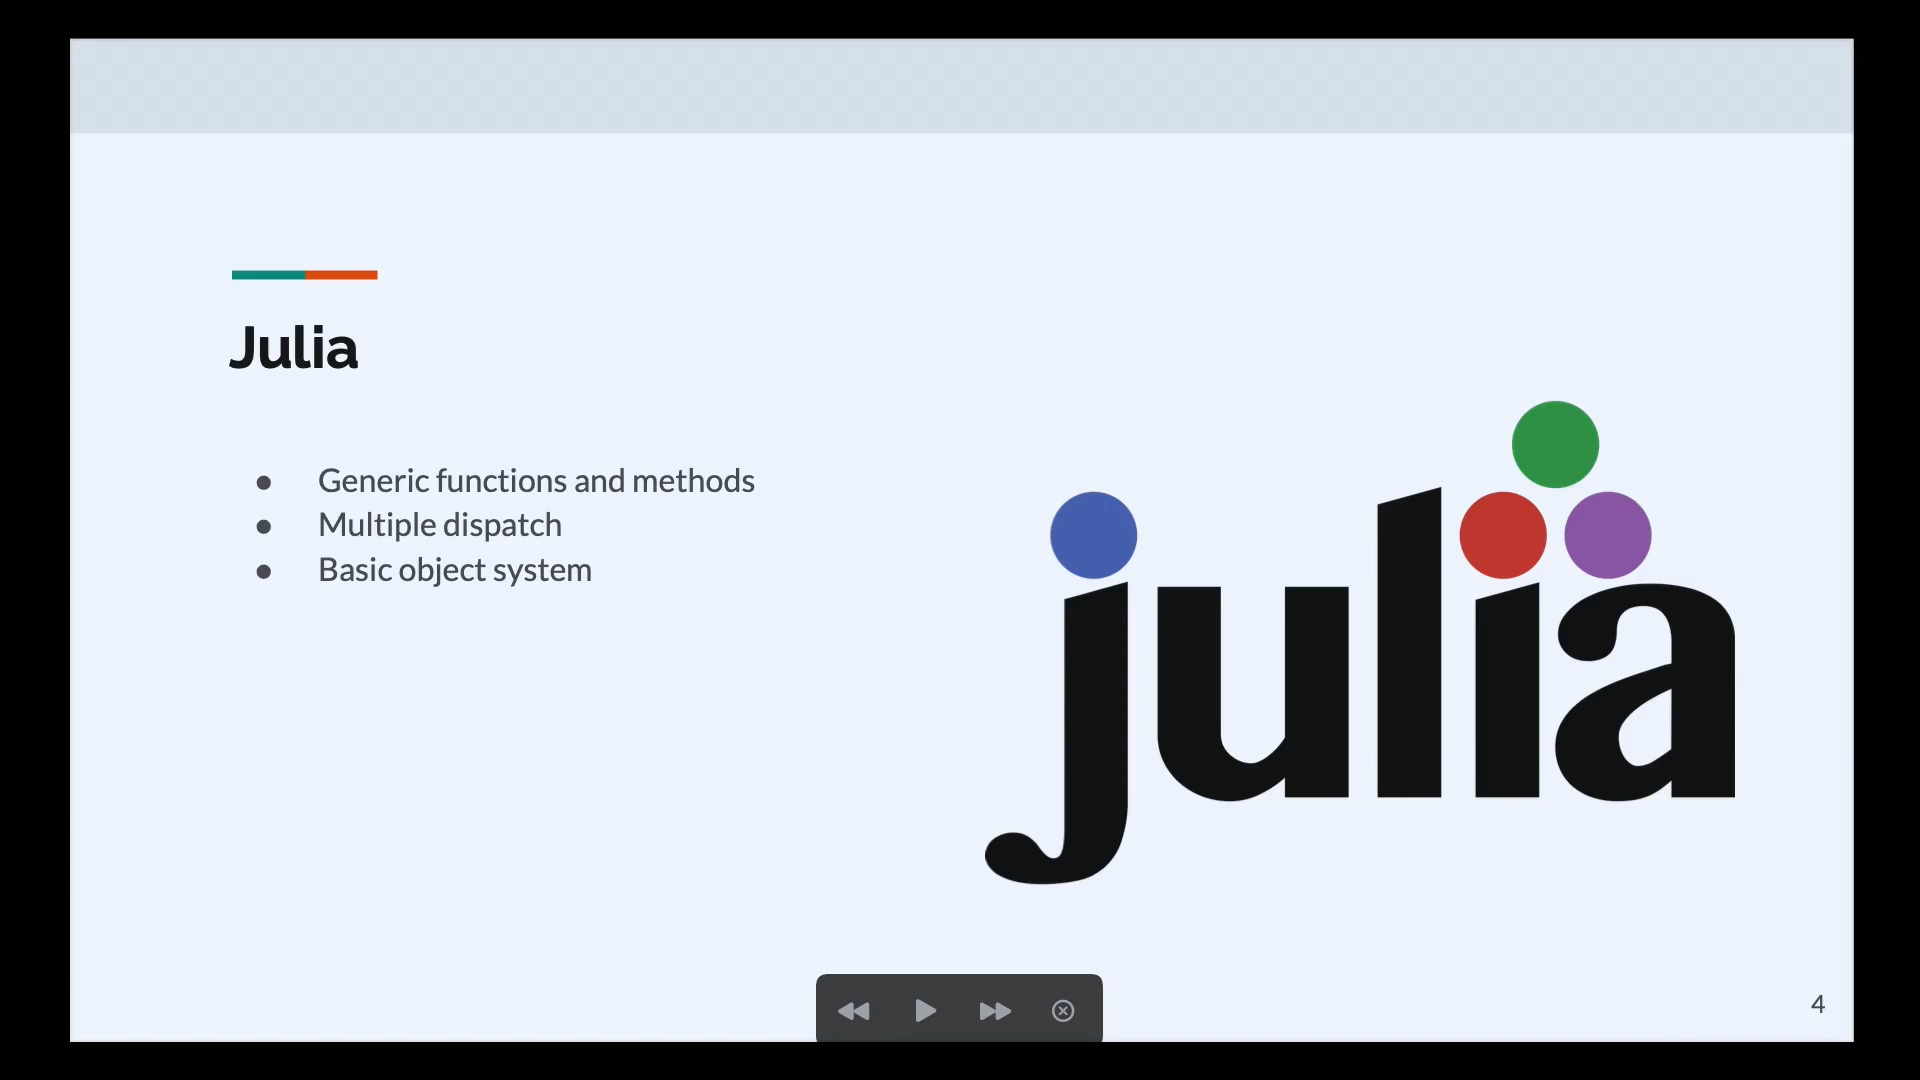 Julia
● Generic functions and methods
● Multiple dispatch
● Basic object system
julia
4